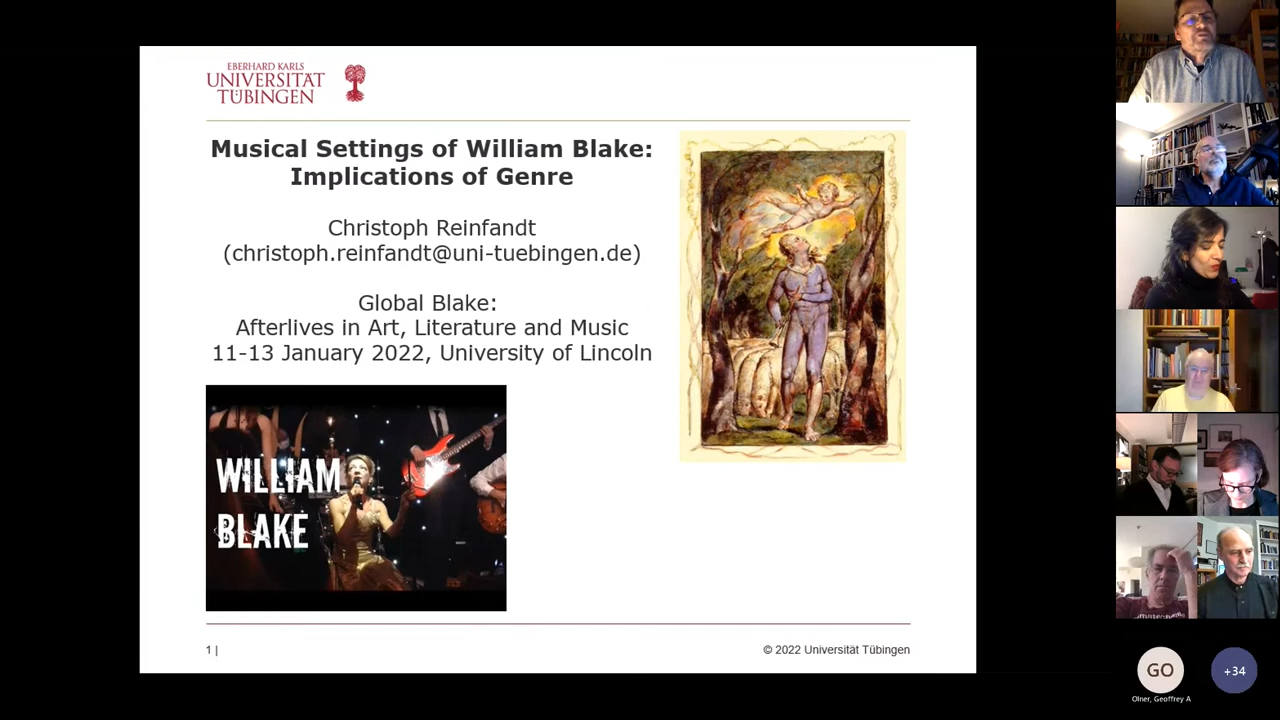 EBERHARD KARLS
UNIVERSITÄT
TÜBINGEN
Musical Settings of William Blake:
Implications of Genre
Christoph Reinfandt
(christoph.reinfandt@uni-tuebingen.de)
Global Blake:
Afterlives in Art, Literature and Music
11-13 January 2022, University of Lincoln
WILLIAM
BLAKE
1 |
© 2022 Universität Tübingen
GO
+34
Olner, Geoffrey A